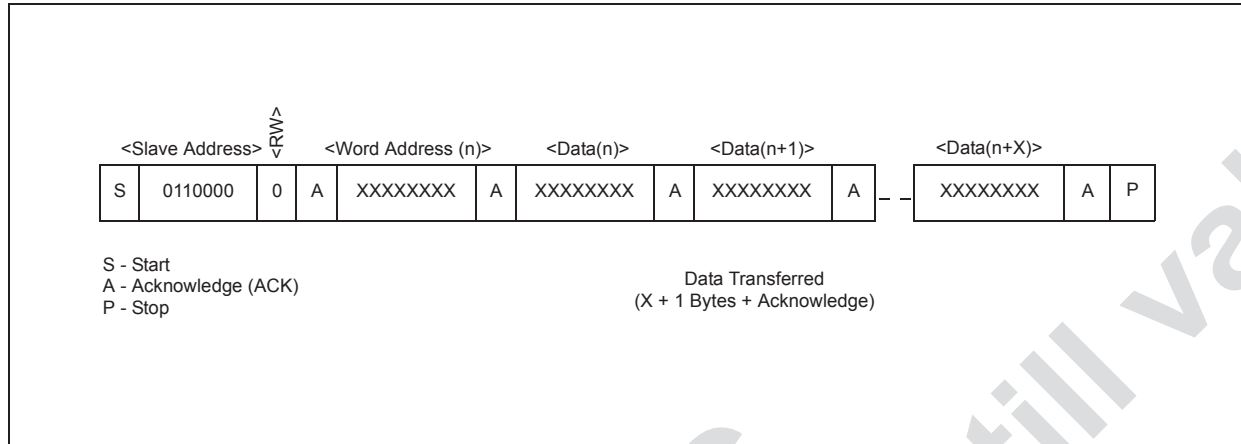 <Slave Address> <RW> <Word Address (n)> <Data(n)> <Data(n+1)> <Data(n+X)>
S 0110000 0 A XXXXXXXX A XXXXXXXX A XXXXXXXX A XXXXXXXX A P
S - Start
A - Acknowledge (ACK)
P - Stop
Data Transferred
(X + 1 Bytes + Acknowledge)
till